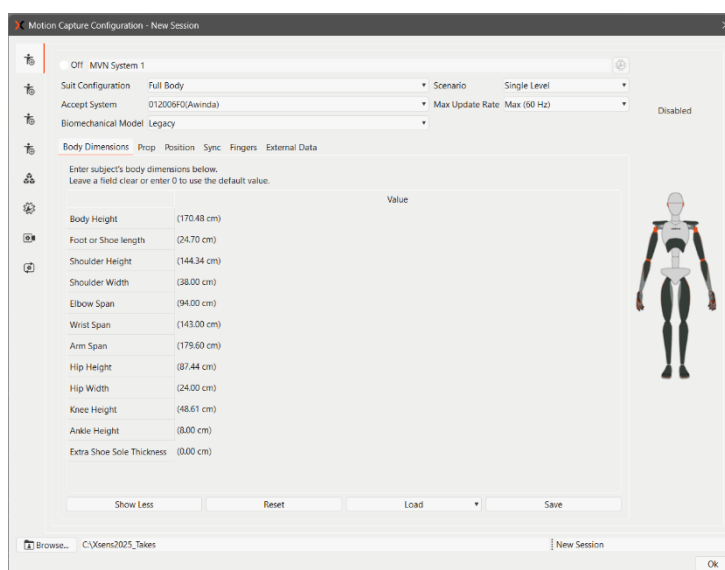 Motion Capture Configuration - New Session
Off MVN System 1
Suit Configuration Full Body Scenario Single Level
Accept System 012006F0(Awinda) Max Update Rate Max (60 Hz)
Disabled
Biomechanical Model Legacy
Body Dimensions Prop Position Sync Fingers External Data
Enter subject's body dimensions below.
Leave a field clear or enter 0 to use the default value.
Value
Body Height (170.48 cm)
Foot or Shoe length (24.70 cm)
Shoulder Height (144.34 cm)
Shoulder Width (38.00 cm)
Elbow Span (94.00 cm)
Wrist Span (143.00 cm)
Arm Span (179.60 cm)
Hip Height (87.44 cm)
Hip Width (24.00 cm)
Knee Height (48.61 cm)
Ankle Height (8.00 cm)
Extra Shoe Sole Thickness (0.00 cm)
Show Less Reset Load Save
Browse... C:\Xsens2025_Takes New Session
Ok